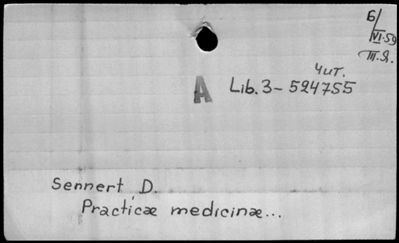 Б/
VI-59
Ш.Я.
Чит.
A
Lib. 3-524755
Sennert D.
Practicæ medicinæ...